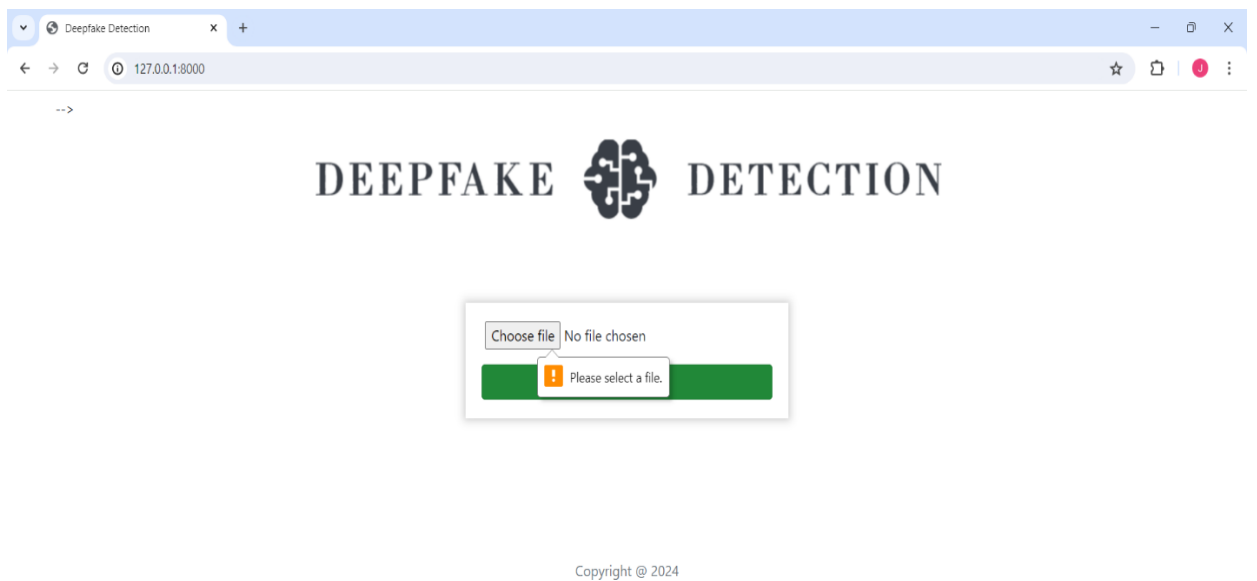 Deepfake Detection
127.0.0.1:8000
J
-->
DEEPFAKE DETECTION
Choose file No file chosen
! Please select a file.
Copyright @ 2024